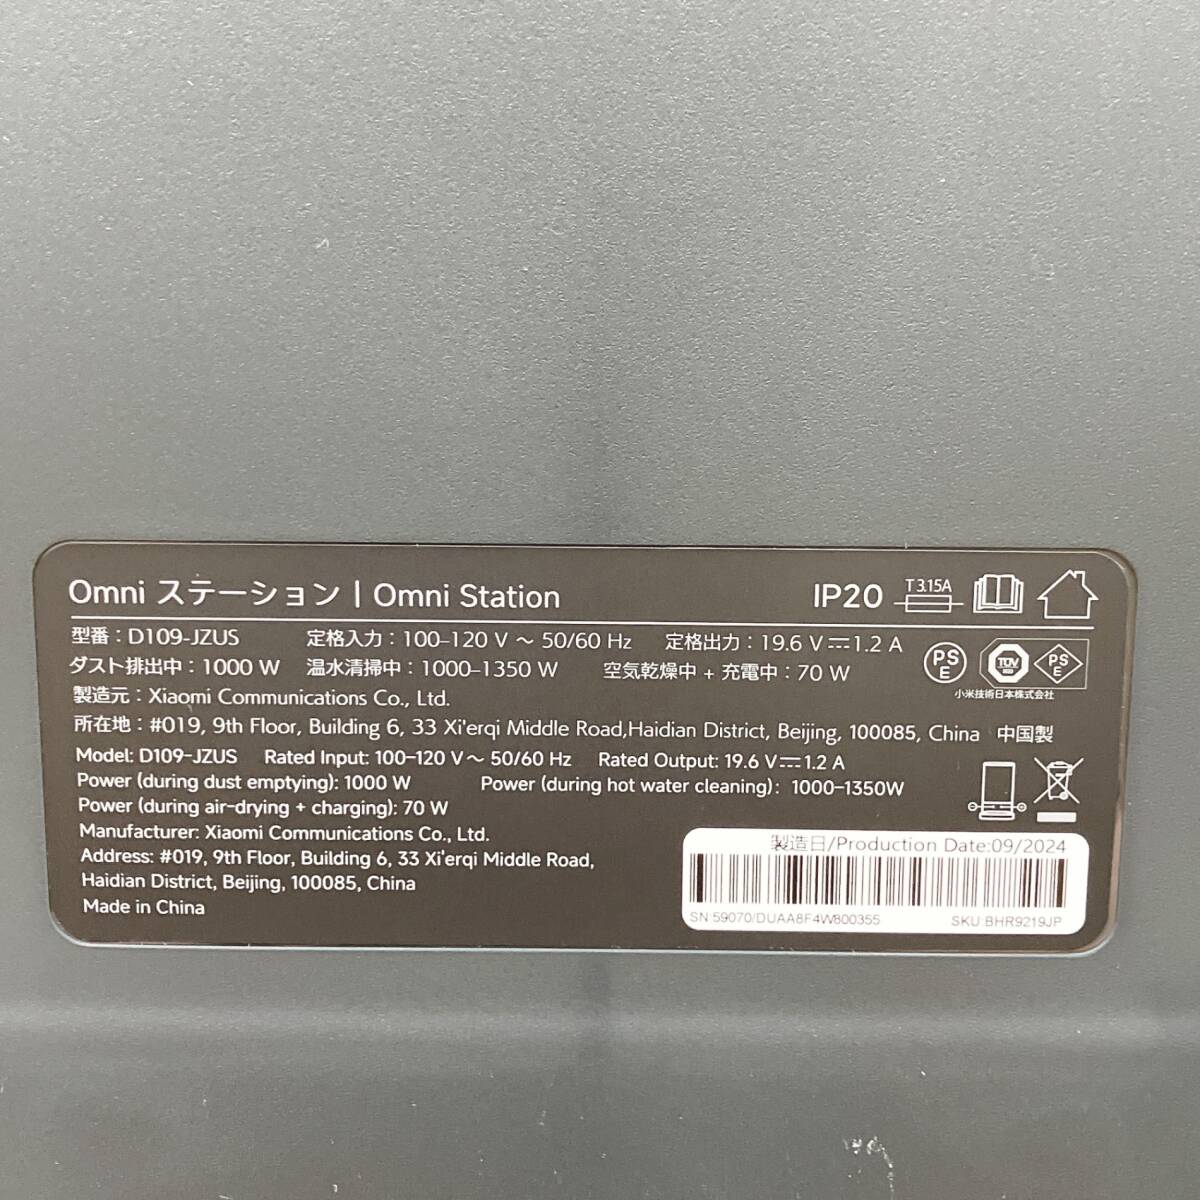 Omni ステーション | Omni Station
IP20 T 3.15A
型番：D109-JZUS 定格入力：100-120 V ～ 50/60 Hz 定格出力：19.6 V⎓1.2 A
ダスト排出中：1000 W 温水清掃中：1000-1350 W 空気乾燥中 + 充電中：70 W
PS E TÜV PS E
製造元：Xiaomi Communications Co., Ltd.
小米技術日本株式会社
所在地：#019, 9th Floor, Building 6, 33 Xi'erqi Middle Road,Haidian District, Beijing, 100085, China 中国製
Model: D109-JZUS Rated Input: 100-120 V～ 50/60 Hz Rated Output: 19.6 V⎓1.2 A
Power (during dust emptying): 1000 W Power (during hot water cleaning): 1000-1350W
Power (during air-drying + charging): 70 W
Manufacturer: Xiaomi Communications Co., Ltd.
Address: #019, 9th Floor, Building 6, 33 Xi'erqi Middle Road,
Haidian District, Beijing, 100085, China
Made in China
製造日/Production Date:09/2024
SN:59070/DUAA8F4W800355 SKU:BHR9219JP